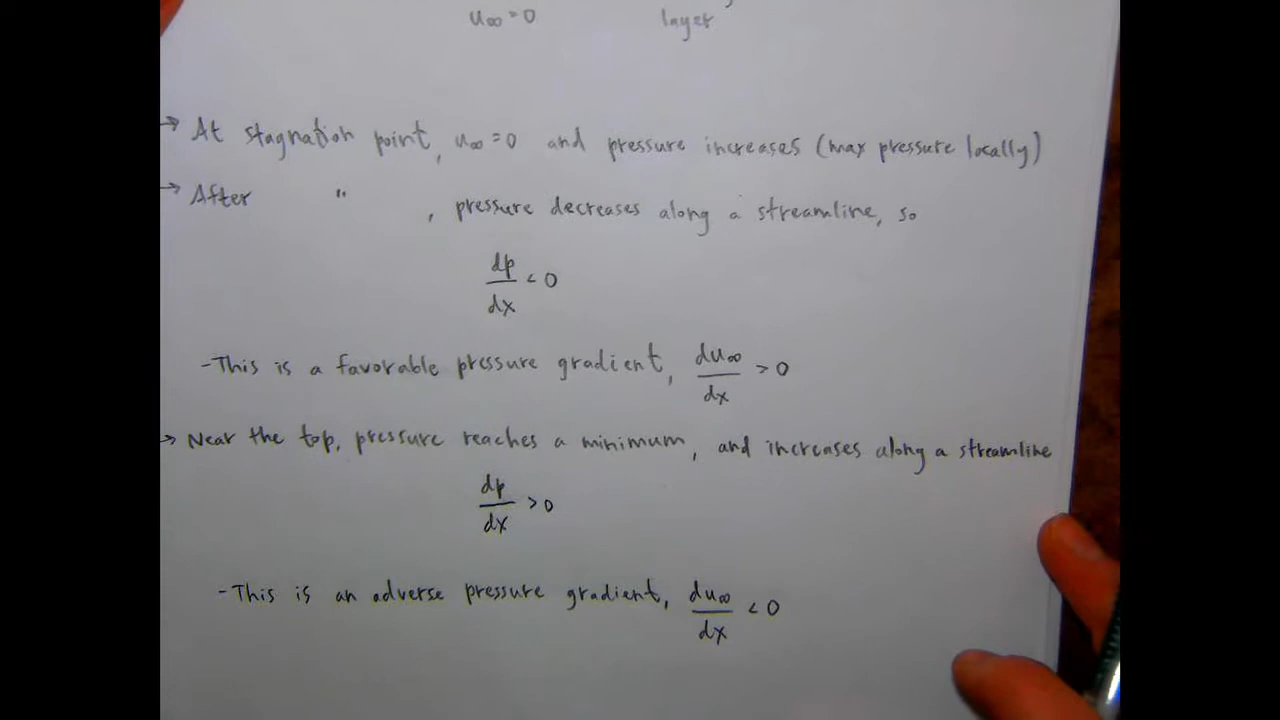 u∞ = 0 layer
→ At stagnation point, u∞ = 0 and pressure increases (max pressure locally)
→ After " , pressure decreases along a streamline, so
dp/dx < 0
- This is a favorable pressure gradient, du∞/dx > 0
→ Near the top, pressure reaches a minimum, and increases along a streamline
dp/dx > 0
- This is an adverse pressure gradient, du∞/dx < 0